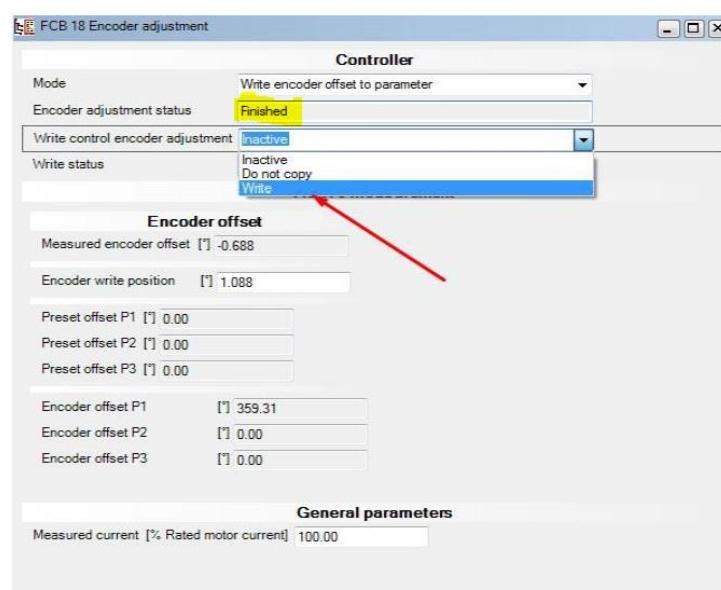 FCB 18 Encoder adjustment
Controller
Mode Write encoder offset to parameter
Encoder adjustment status Finished
Write control encoder adjustment Inactive
Write status Inactive
Do not copy
Write
Encoder offset
Measured encoder offset [°] -0.688
Encoder write position [°] 1.088
Preset offset P1 [°] 0.00
Preset offset P2 [°] 0.00
Preset offset P3 [°] 0.00
Encoder offset P1 [°] 359.31
Encoder offset P2 [°] 0.00
Encoder offset P3 [°] 0.00
General parameters
Measured current [% Rated motor current] 100.00